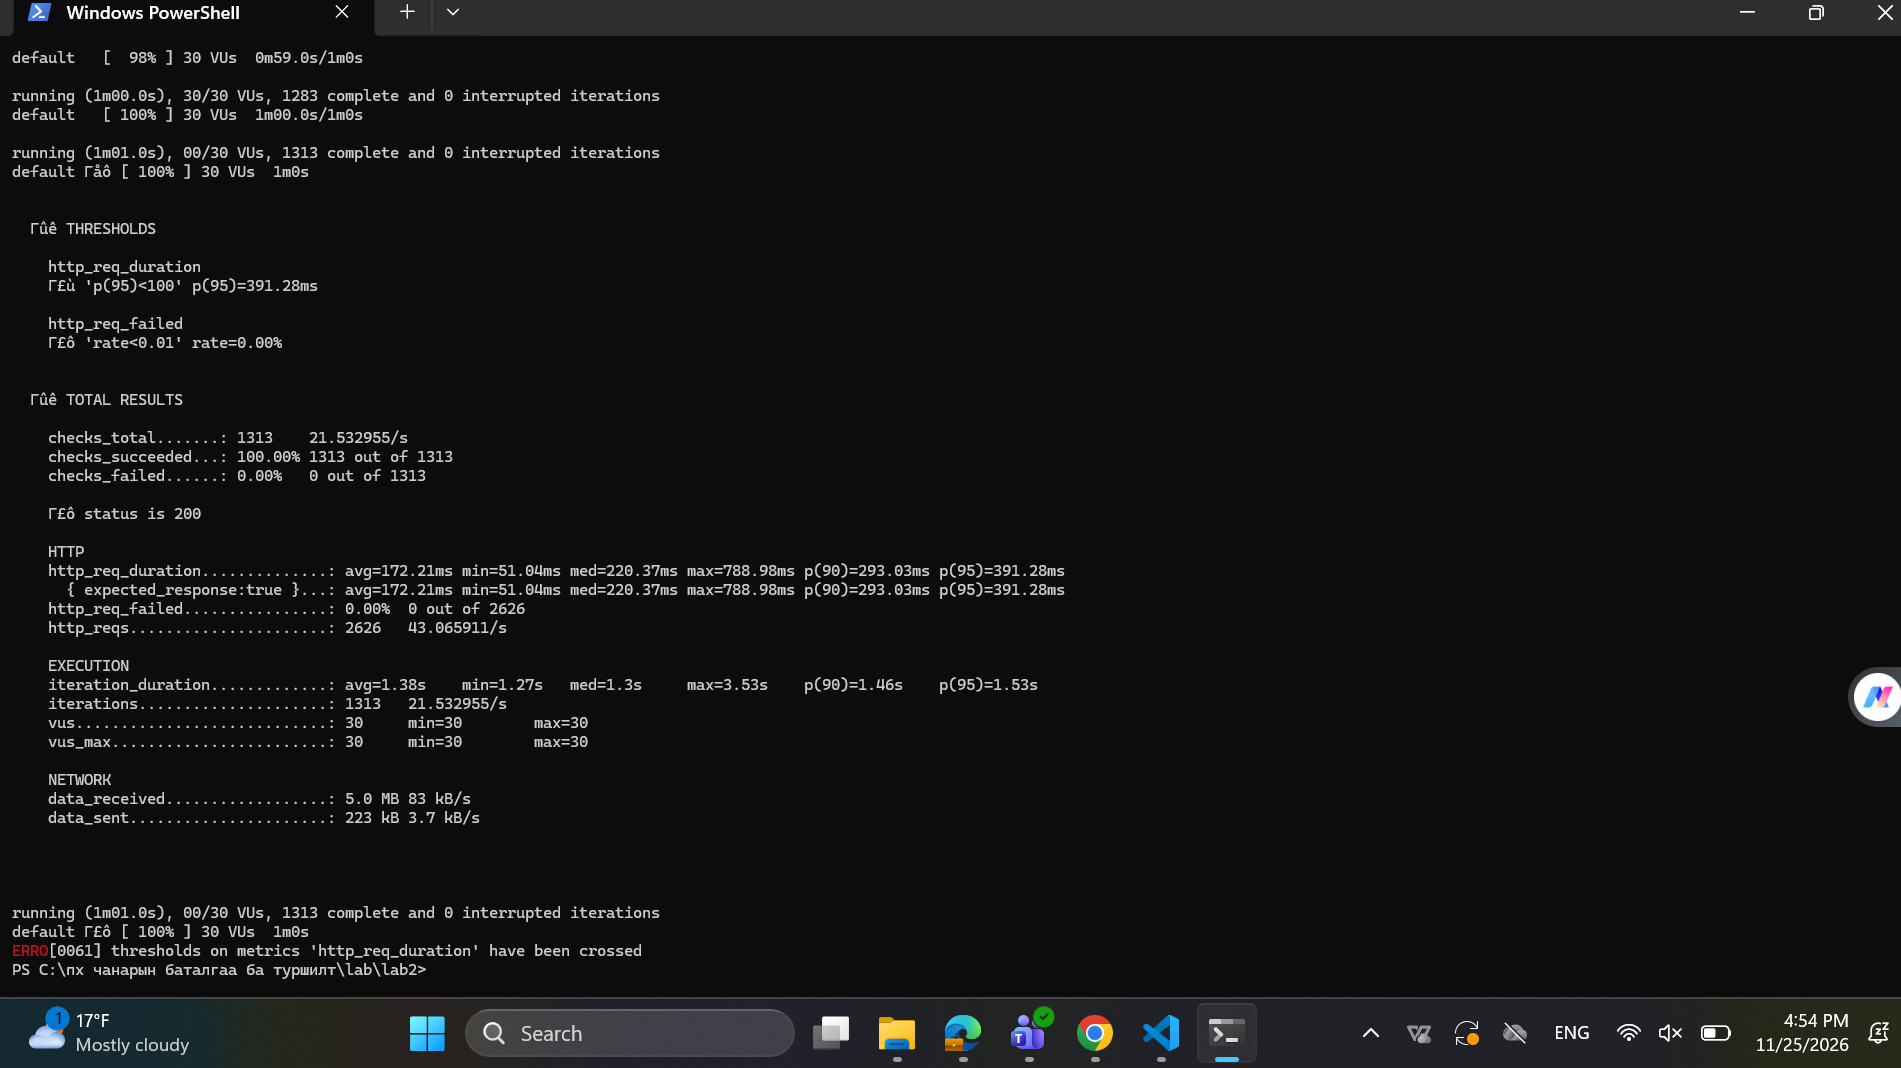 Windows PowerShell
default   [  98% ] 30 VUs  0m59.0s/1m0s
running (1m00.0s), 30/30 VUs, 1283 complete and 0 interrupted iterations
default   [ 100% ] 30 VUs  1m00.0s/1m0s
running (1m01.0s), 00/30 VUs, 1313 complete and 0 interrupted iterations
default Γåô [ 100% ] 30 VUs  1m0s
Γûê THRESHOLDS
http_req_duration
Γ£ù 'p(95)<100' p(95)=391.28ms
http_req_failed
Γ£ô 'rate<0.01' rate=0.00%
Γûê TOTAL RESULTS
checks_total.......: 1313    21.532955/s
checks_succeeded...: 100.00% 1313 out of 1313
checks_failed......: 0.00%   0 out of 1313
Γ£ô status is 200
HTTP
http_req_duration..............: avg=172.21ms min=51.04ms med=220.37ms max=788.98ms p(90)=293.03ms p(95)=391.28ms
{ expected_response:true }...: avg=172.21ms min=51.04ms med=220.37ms max=788.98ms p(90)=293.03ms p(95)=391.28ms
http_req_failed................: 0.00%  0 out of 2626
http_reqs......................: 2626   43.065911/s
EXECUTION
iteration_duration.............: avg=1.38s    min=1.27s   med=1.3s     max=3.53s    p(90)=1.46s    p(95)=1.53s
iterations.....................: 1313   21.532955/s
vus............................: 30     min=30        max=30
vus_max........................: 30     min=30        max=30
NETWORK
data_received..................: 5.0 MB 83 kB/s
data_sent......................: 223 kB 3.7 kB/s
running (1m01.0s), 00/30 VUs, 1313 complete and 0 interrupted iterations
default Γ£ô [ 100% ] 30 VUs  1m0s
ERRO[0061] thresholds on metrics 'http_req_duration' have been crossed
PS C:\пх чанарын баталгаа ба туршилт\lab\lab2>
1
17°F
Mostly cloudy
Search
ENG
4:54 PM
11/25/2026